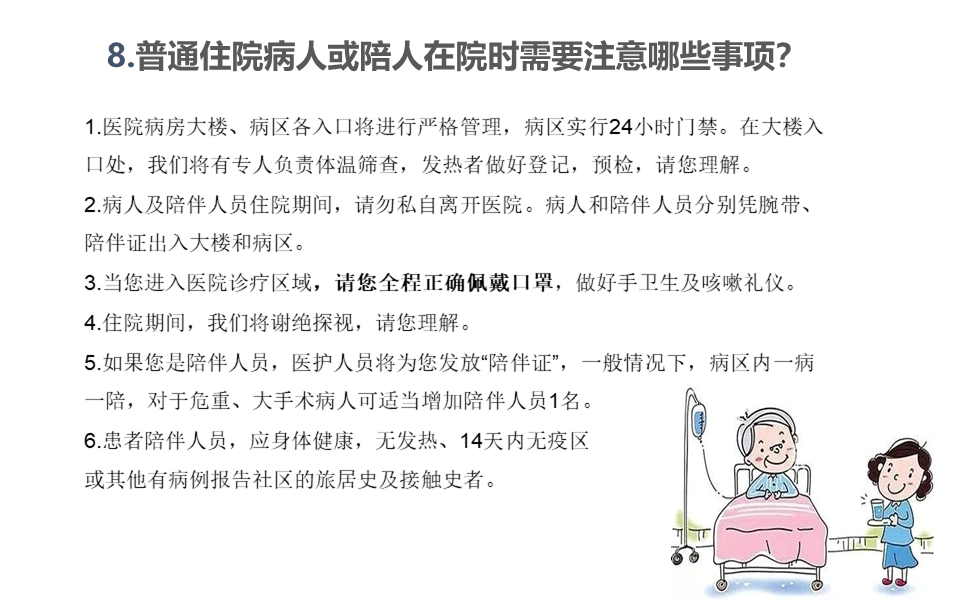 8.普通住院病人或陪人在院时需要注意哪些事项？
1.医院病房大楼、病区各入口将进行严格管理，病区实行24小时门禁。在大楼入
口处，我们将有专人负责体温筛查，发热者做好登记，预检，请您理解。
2.病人及陪伴人员住院期间，请勿私自离开医院。病人和陪伴人员分别凭腕带、
陪伴证出入大楼和病区。
3.当您进入医院诊疗区域，请您全程正确佩戴口罩，做好手卫生及咳嗽礼仪。
4.住院期间，我们将谢绝探视，请您理解。
5.如果您是陪伴人员，医护人员将为您发放“陪伴证”，一般情况下，病区内一病
一陪，对于危重、大手术病人可适当增加陪伴人员1名。
6.患者陪伴人员，应身体健康，无发热、14天内无疫区
或其他有病例报告社区的旅居史及接触史者。